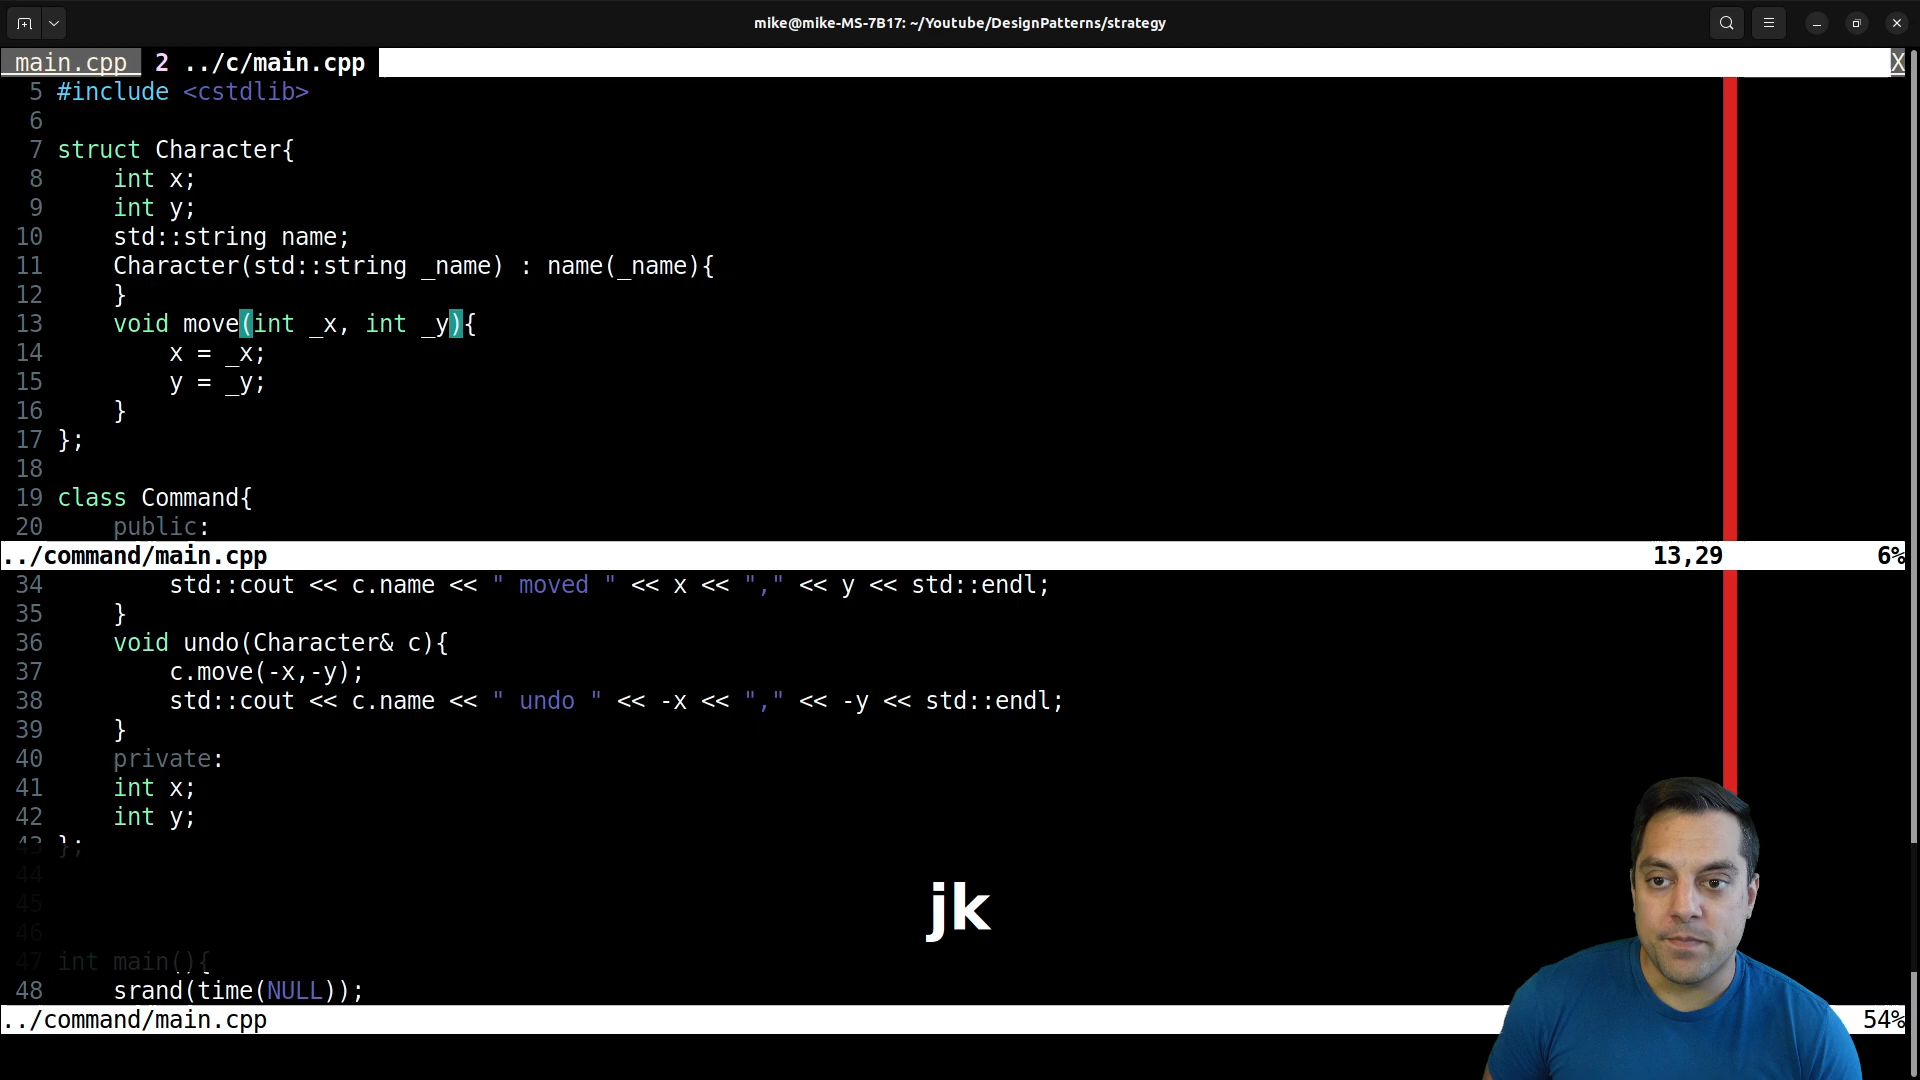 mike@mike-MS-7B17: ~/Youtube/DesignPatterns/strategy
main.cpp 2 ../c/main.cpp X
5 #include <cstdlib>
6
7 struct Character{
8 int x;
9 int y;
10 std::string name;
11 Character(std::string _name) : name(_name){
12 }
13 void move(int _x, int _y){
14 x = _x;
15 y = _y;
16 }
17 };
18
19 class Command{
20 public:
../command/main.cpp 13,29 6%
34 std::cout << c.name << " moved " << x << "," << y << std::endl;
35 }
36 void undo(Character& c){
37 c.move(-x,-y);
38 std::cout << c.name << " undo " << -x << "," << -y << std::endl;
39 }
40 private:
41 int x;
42 int y;
43 };
44
45
46
47 int main(){
48 srand(time(NULL));
../command/main.cpp 54%
jk